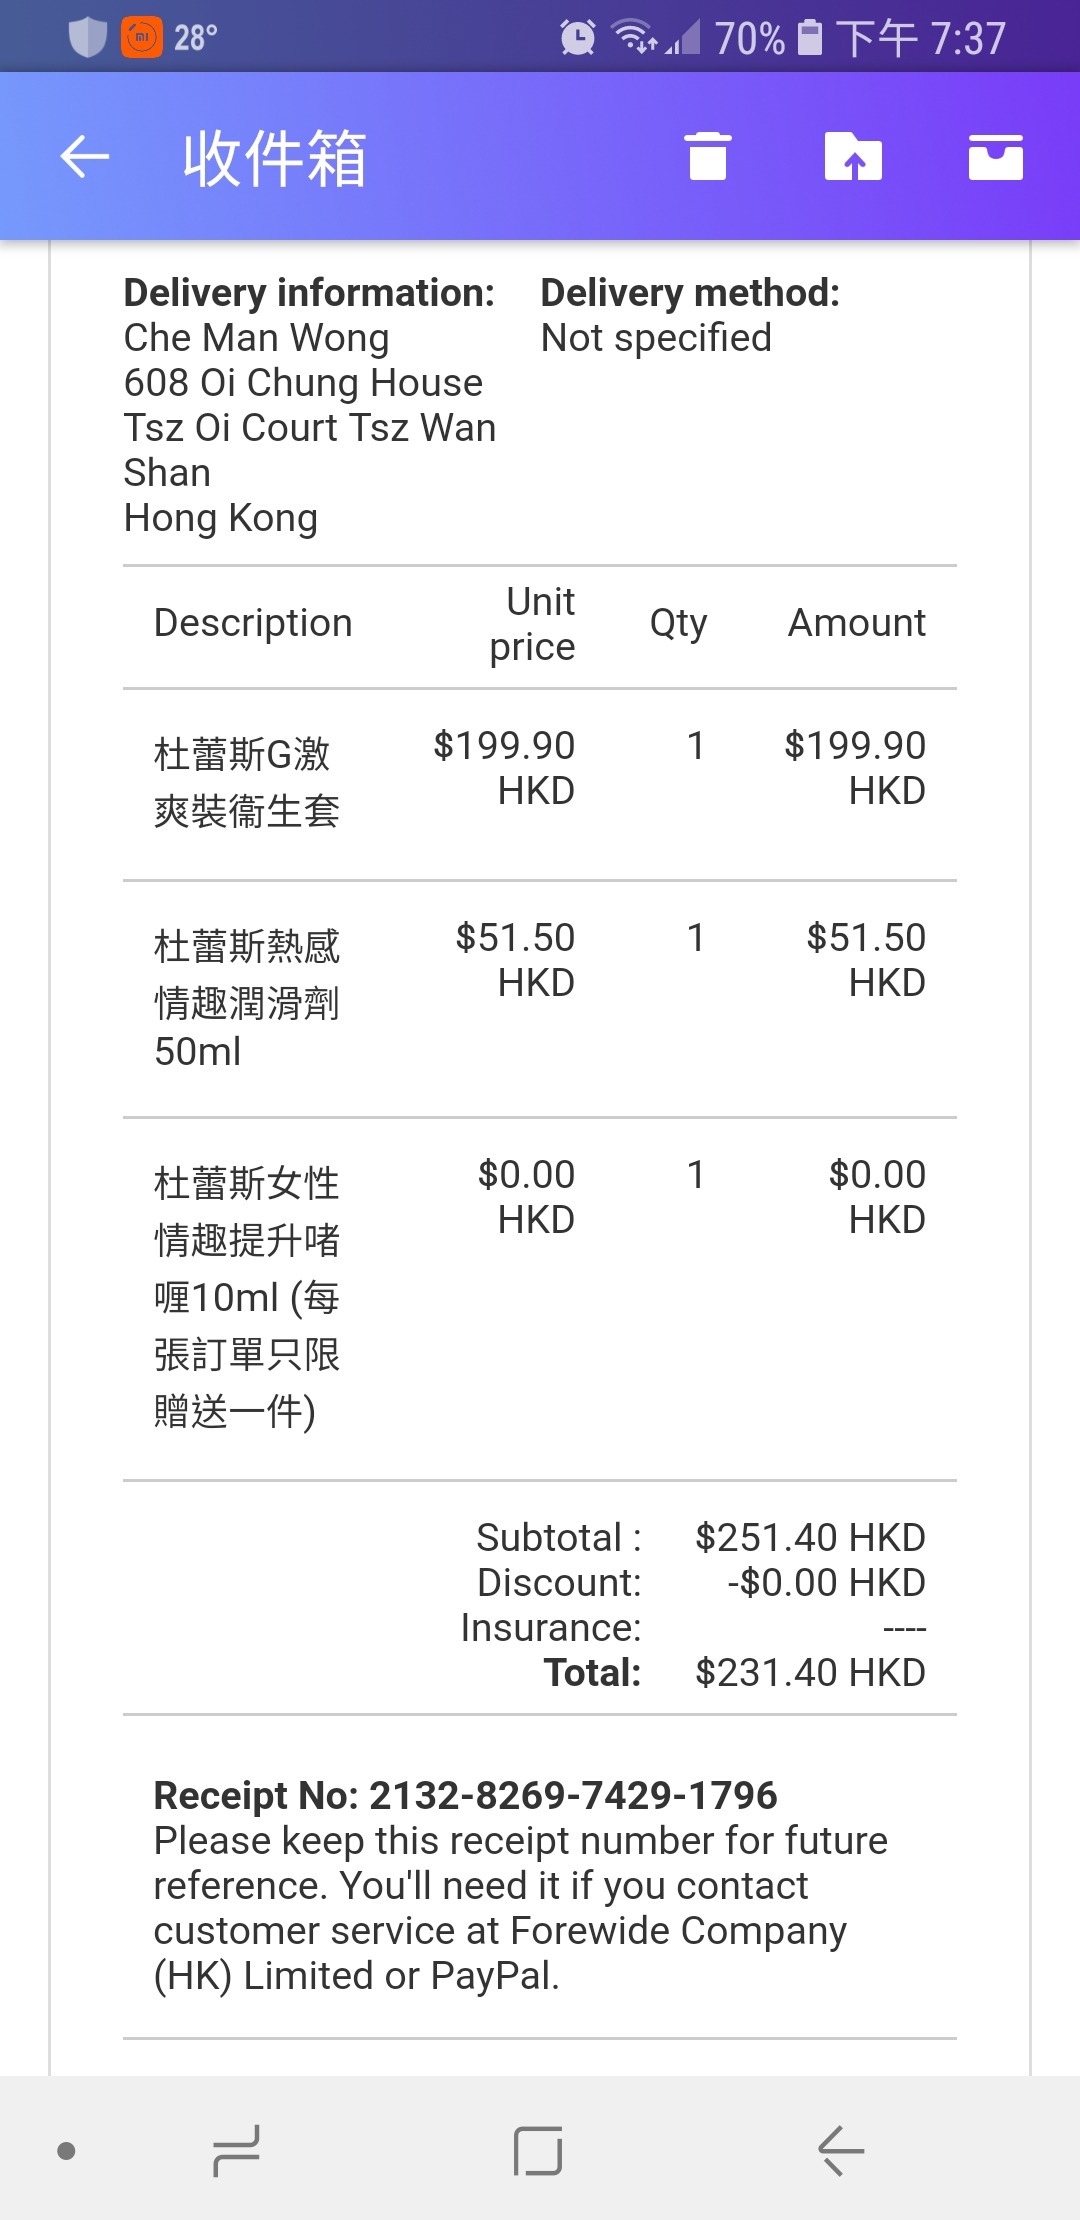 28°
70% 下午 7:37
收件箱
Delivery information:
Che Man Wong
608 Oi Chung House
Tsz Oi Court Tsz Wan
Shan
Hong Kong
Delivery method:
Not specified
Description Unit price Qty Amount
杜蕾斯G激 $199.90 1 $199.90
爽裝衞生套 HKD HKD
杜蕾斯熱感 $51.50 1 $51.50
情趣潤滑劑 HKD HKD
50ml
杜蕾斯女性 $0.00 1 $0.00
情趣提升啫 HKD HKD
喱10ml (每
張訂單只限
贈送一件)
Subtotal : $251.40 HKD
Discount: -$0.00 HKD
Insurance: ----
Total: $231.40 HKD
Receipt No: 2132-8269-7429-1796
Please keep this receipt number for future
reference. You'll need it if you contact
customer service at Forewide Company
(HK) Limited or PayPal.